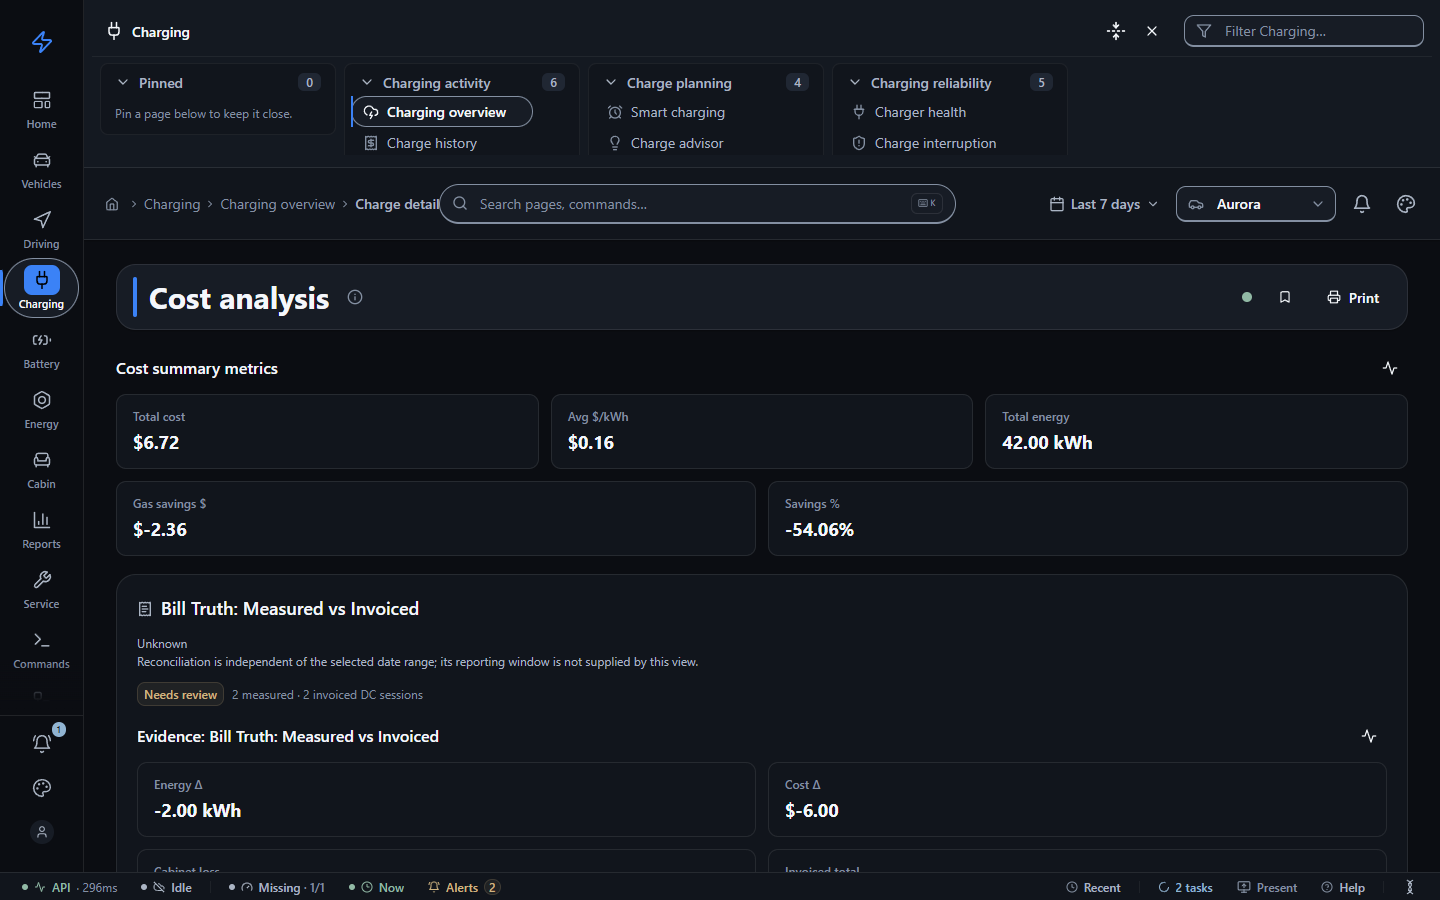 Charging
Filter Charging...
Pinned 0
Pin a page below to keep it close.
Charging activity 6
Charging overview
Charge history
Charge planning 4
Smart charging
Charge advisor
Charging reliability 5
Charger health
Charge interruption
Home
Vehicles
Driving
Charging
Battery
Energy
Cabin
Reports
Service
Commands
1
Charging > Charging overview > Charge detail
Search pages, commands...
K
Last 7 days
Aurora
Cost analysis
Print
Cost summary metrics
Total cost
$6.72
Avg $/kWh
$0.16
Total energy
42.00 kWh
Gas savings $
$-2.36
Savings %
-54.06%
Bill Truth: Measured vs Invoiced
Unknown
Reconciliation is independent of the selected date range; its reporting window is not supplied by this view.
Needs review 2 measured · 2 invoiced DC sessions
Evidence: Bill Truth: Measured vs Invoiced
Energy Δ
-2.00 kWh
Cost Δ
$-6.00
Cabinet loss
Invoiced total
API · 296ms
Idle
Missing · 1/1
Now
Alerts 2
Recent
2 tasks
Present
Help